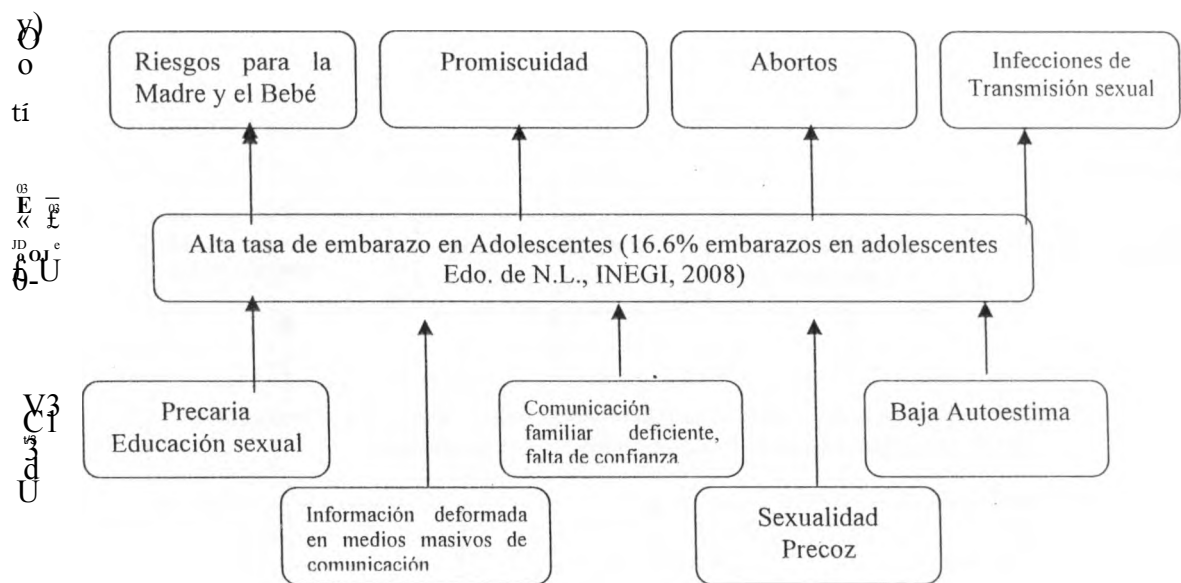 Riesgos para la
Madre y el Bebé
Promiscuidad
Abortos
Infecciones de
Transmisión sexual
Alta tasa de embarazo en Adolescentes (16.6% embarazos en adolescentes
Edo. de N.L., INEGI, 2008-
Precaria
Educación sexual
Comunicación
familiar deficiente,
falta de confianza
Baja Autoestima
Información deformada
en medios masivos de
comunicación
Sexualidad
Precoz